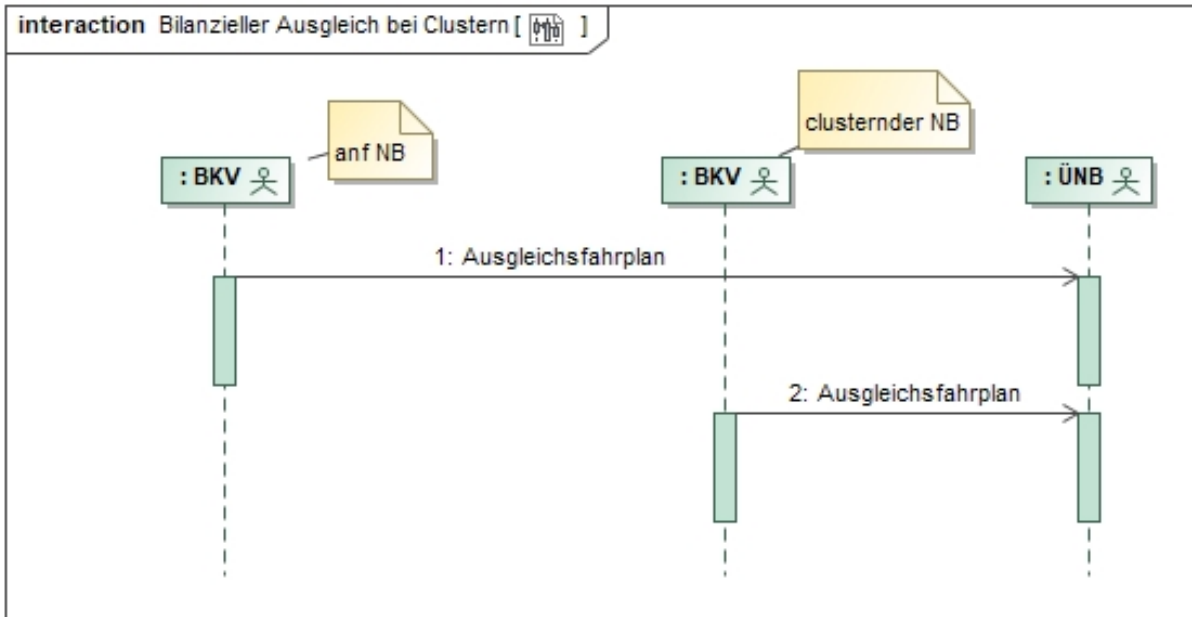 interaction Bilanzieller Ausgleich bei Clustern [ ]
clusternder NB
anf NB
: BKV
: BKV
: ÜNB
1: Ausgleichsfahrplan
2: Ausgleichsfahrplan